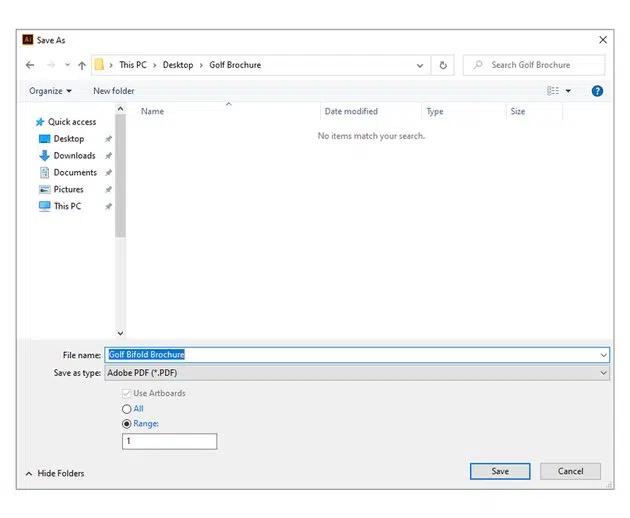 Ai Save As
This PC > Desktop > Golf Brochure Search Golf Brochure
Organize New folder ?
Name Date modified Type Size
No items match your search.
Quick access
Desktop
Downloads
Documents
Pictures
This PC
File name: Golf Bifold Brochure
Save as type: Adobe PDF (*.PDF)
Use Artboards
All
Range:
1
Hide Folders Save Cancel